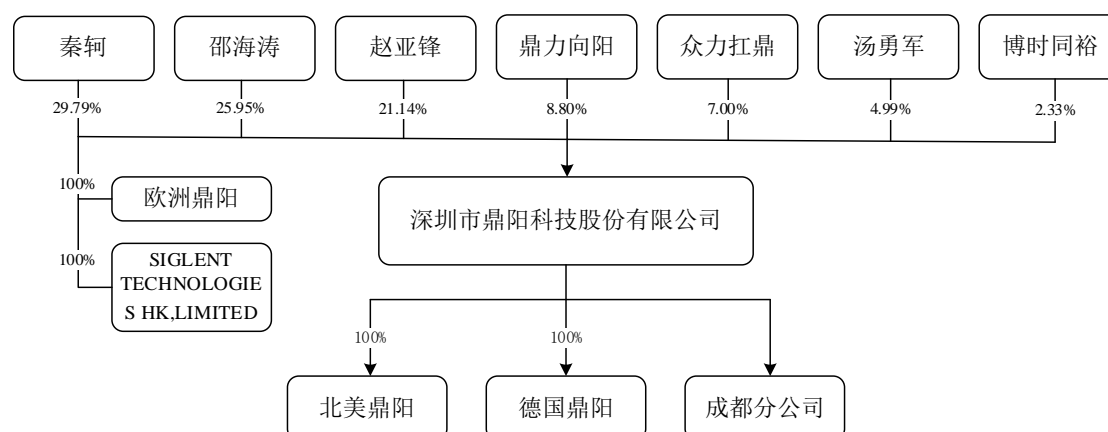 秦轲
邵海涛
赵亚锋
鼎力向阳
众力扛鼎
汤勇军
博时同裕
29.79%
25.95%
21.14%
8.80%
7.00%
4.99%
2.33%
100%
欧洲鼎阳
深圳市鼎阳科技股份有限公司
100%
SIGLENT
TECHNOLOGIE
S HK,LIMITED
100%
100%
北美鼎阳
德国鼎阳
成都分公司